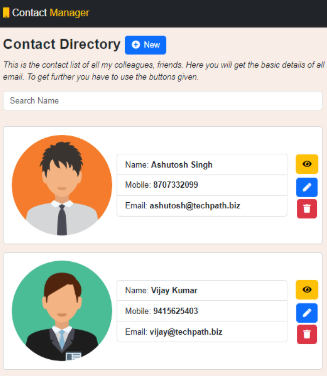 Contact Manager
Contact Directory New
This is the contact list of all my colleagues, friends. Here you will get the basic details of all
email. To get further you have to use the buttons given.
Search Name
Name: Ashutosh Singh
Mobile: 8707332099
Email: ashutosh@techpath.biz
Name: Vijay Kumar
Mobile: 9415625403
Email: vijay@techpath.biz